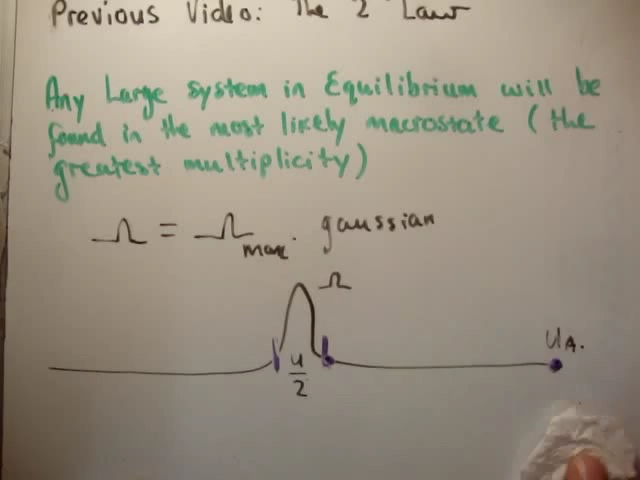 Previous Video: The 2 Law
Any Large system in Equilibrium will be
found in the most likely macrostate (the
greatest multiplicity)
Ω = Ω max. gaussian
Ω
U/2
UA.